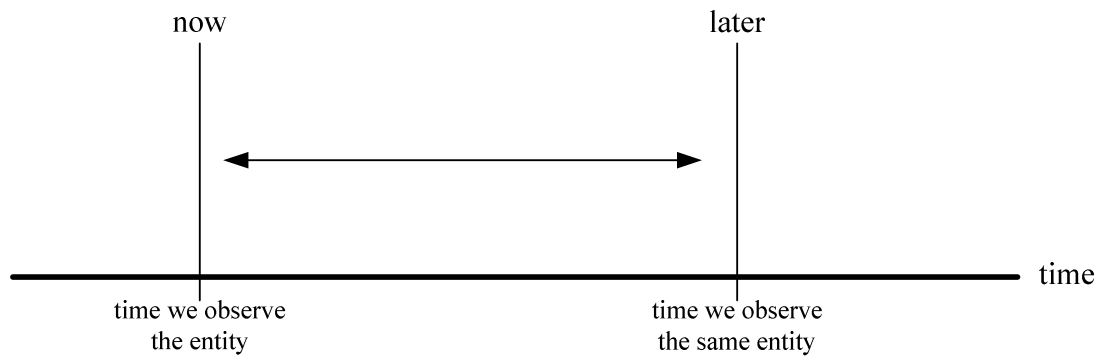 now
later
time
time we observe
the entity
time we observe
the same entity